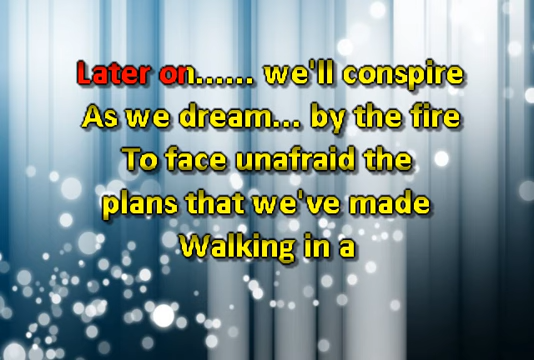 Later on...... we'll conspire
As we dream... by the fire
To face unafraid the
plans that we've made
Walking in a